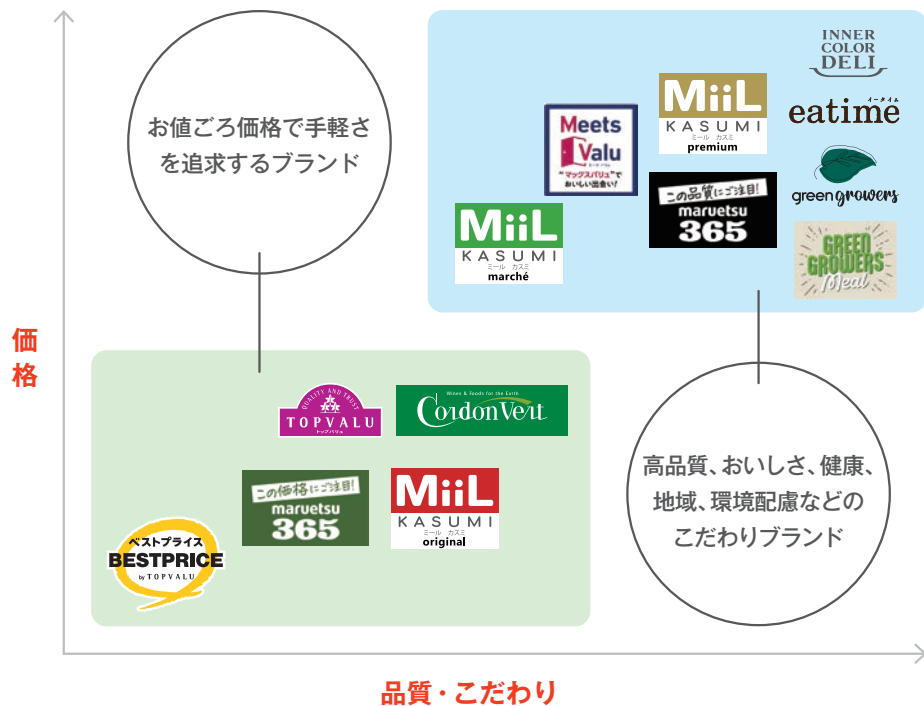 お値ごろ価格で手軽さ
を追求するブランド
INNER
COLOR
DELI
イータイム
eatime
MiiL
KASUMI
ミール カスミ
premium
Meets
Valu
ミーツ バリュ
"マックスバリュ"で
おいしい出会い!
green growers
この品質にご注目!
maruetsu
365
MiiL
KASUMI
ミール カスミ
marché
GREEN
GROWERS
Meal
価格
QUALITY AND TRUST
TOPVALU
トップバリュ
Wines & Foods for the Earth
CordonVert
高品質、おいしさ、健康、
地域、環境配慮などの
こだわりブランド
この価格にご注目!
maruetsu
365
MiiL
KASUMI
ミール カスミ
original
ベストプライス
BESTPRICE
by TOPVALU
品質・こだわり